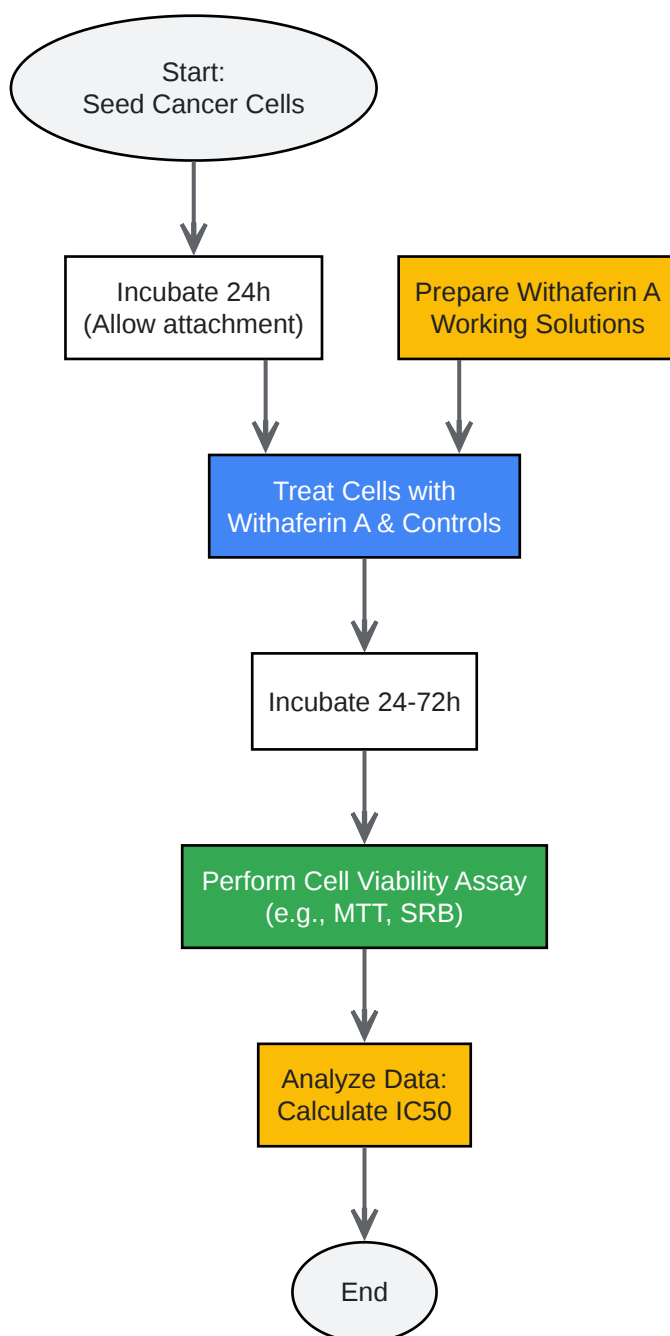 Start:
Seed Cancer Cells
Incubate 24h
(Allow attachment)
Prepare Withaferin A
Working Solutions
Treat Cells with
Withaferin A & Controls
Incubate 24-72h
Perform Cell Viability Assay
(e.g., MTT, SRB)
Analyze Data:
Calculate IC50
End